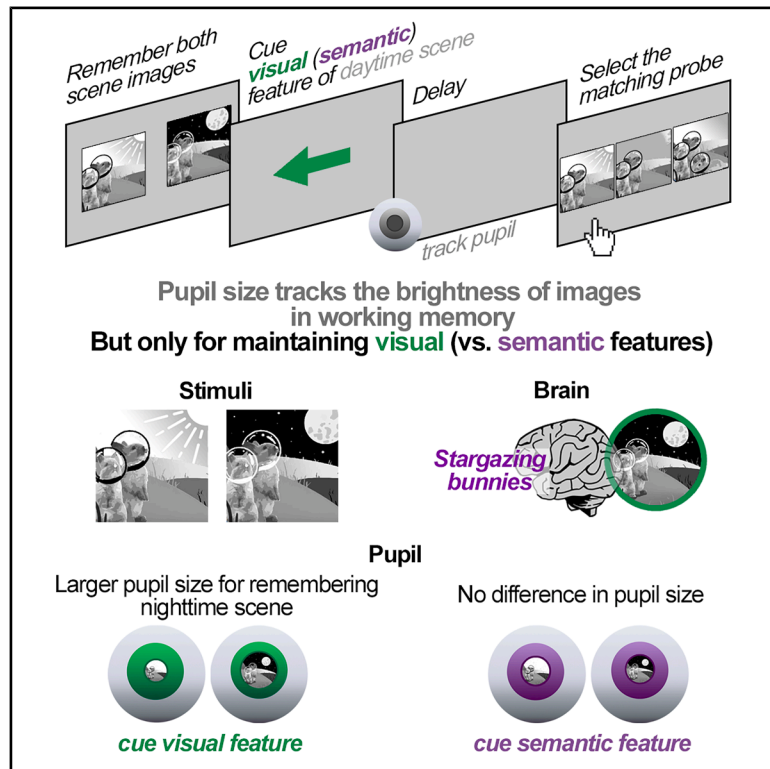 Remember both
scene images
Cue
visual (semantic)
feature of daytime scene
Delay
Select the
matching probe
track pupil
Pupil size tracks the brightness of images
in working memory
But only for maintaining visual (vs. semantic features)
Stimuli
Brain
Stargazing
bunnies
Pupil
Larger pupil size for remembering
nighttime scene
No difference in pupil size
cue visual feature
cue semantic feature